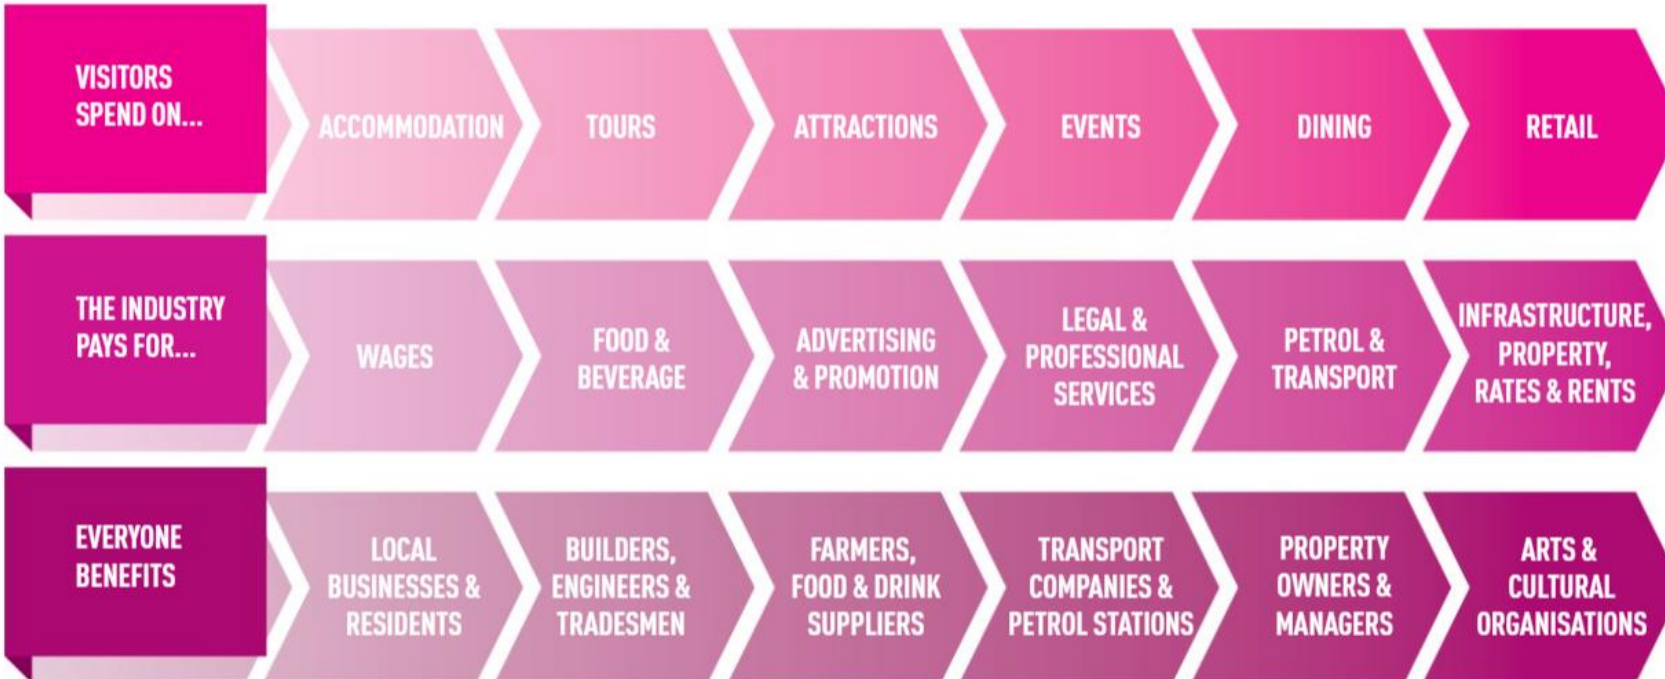 VISITORS
SPEND ON...
ACCOMMODATION
TOURS
ATTRACTIONS
EVENTS
DINING
RETAIL
THE INDUSTRY
PAYS FOR...
WAGES
FOOD &
BEVERAGE
ADVERTISING
& PROMOTION
LEGAL &
PROFESSIONAL
SERVICES
PETROL &
TRANSPORT
INFRASTRUCTURE,
PROPERTY,
RATES & RENTS
EVERYONE
BENEFITS
LOCAL
BUSINESSES &
RESIDENTS
BUILDERS,
ENGINEERS &
TRADESMEN
FARMERS,
FOOD & DRINK
SUPPLIERS
TRANSPORT
COMPANIES &
PETROL STATIONS
PROPERTY
OWNERS &
MANAGERS
ARTS &
CULTURAL
ORGANISATIONS